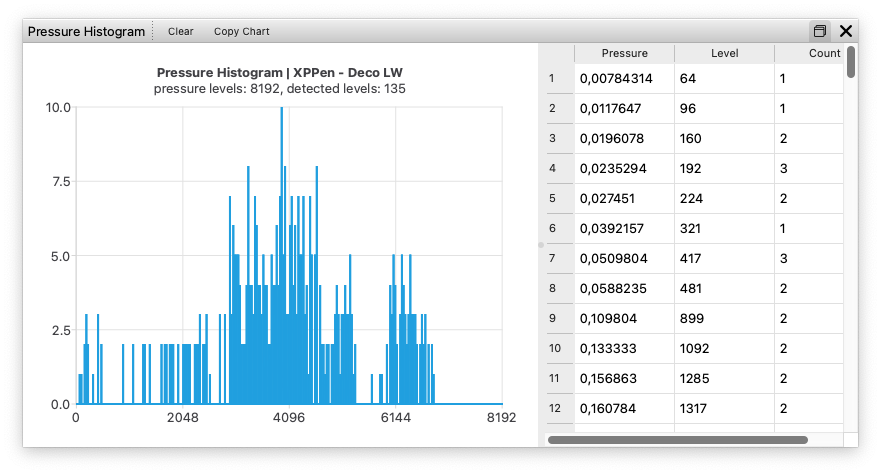 Pressure Histogram Clear Copy Chart
Pressure Histogram | XPPen - Deco LW
pressure levels: 8192, detected levels: 135
10.0
7.5
5.0
2.5
0.0
0 2048 4096 6144 8192
Pressure Level Count
1 0,00784314 64 1
2 0,0117647 96 1
3 0,0196078 160 2
4 0,0235294 192 3
5 0,027451 224 2
6 0,0392157 321 1
7 0,0509804 417 3
8 0,0588235 481 2
9 0,109804 899 2
10 0,133333 1092 2
11 0,156863 1285 2
12 0,160784 1317 2